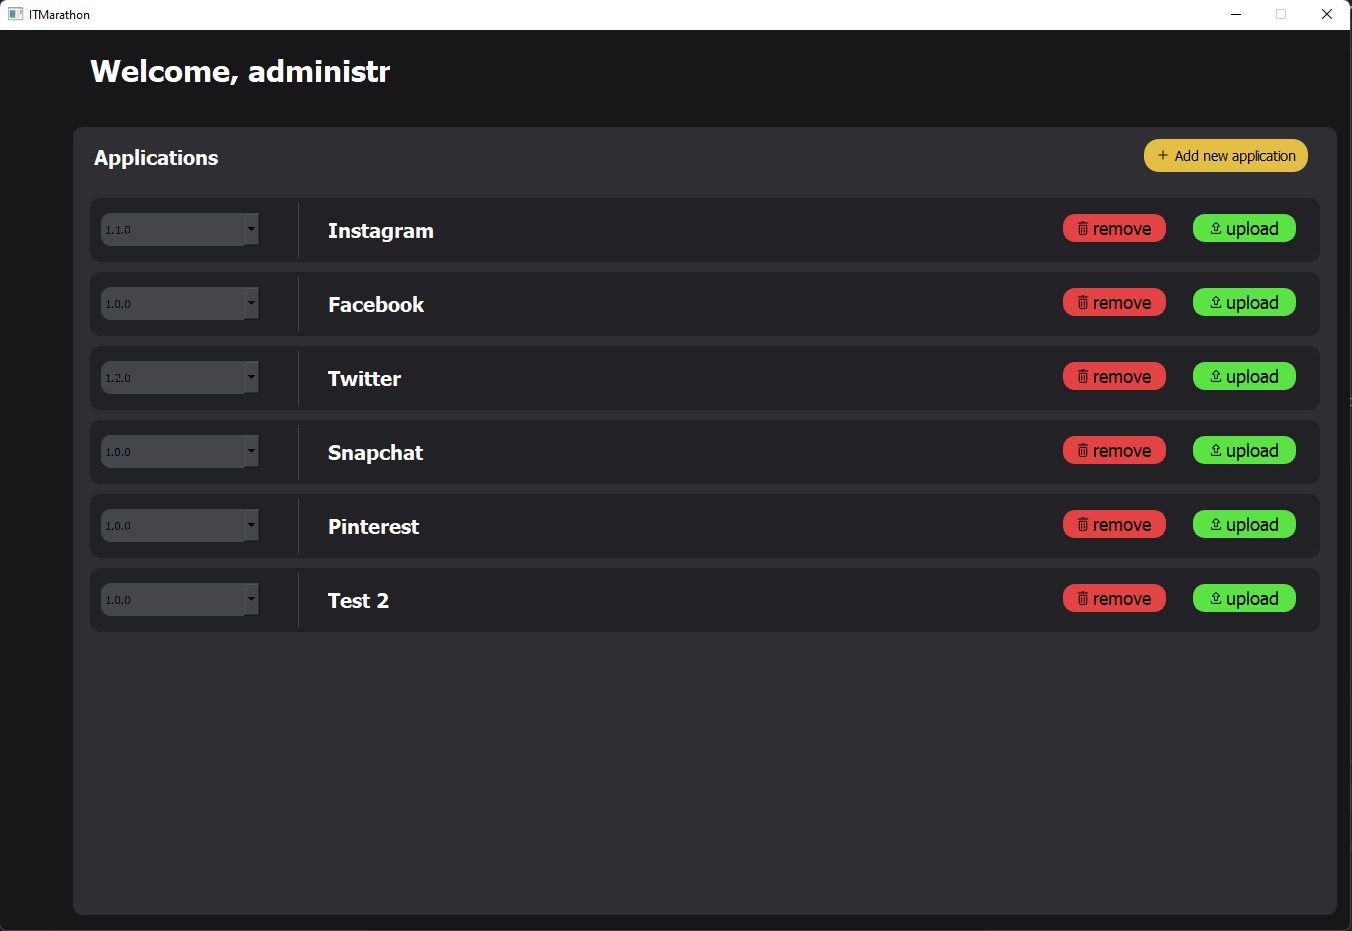 ITMarathon
Welcome, administr
Applications
+ Add new application
1.1.0
Instagram
remove
upload
1.0.0
Facebook
remove
upload
1.2.0
Twitter
remove
upload
1.0.0
Snapchat
remove
upload
1.0.0
Pinterest
remove
upload
1.0.0
Test 2
remove
upload